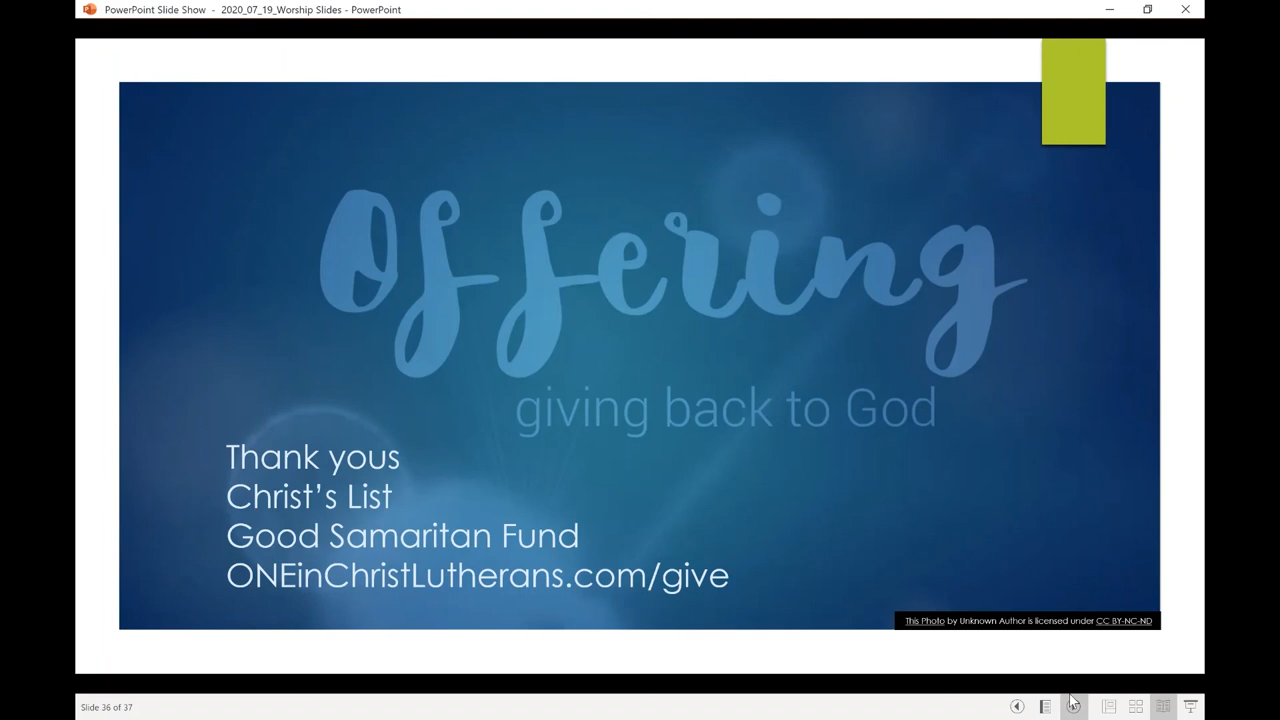 PowerPoint Slide Show - 2020_07_19_Worship Slides - PowerPoint
Offering
giving back to God
Thank yous
Christ's List
Good Samaritan Fund
ONEinChristLutherans.com/give
This Photo by Unknown Author is licensed under CC BY-NC-ND
Slide 36 of 37